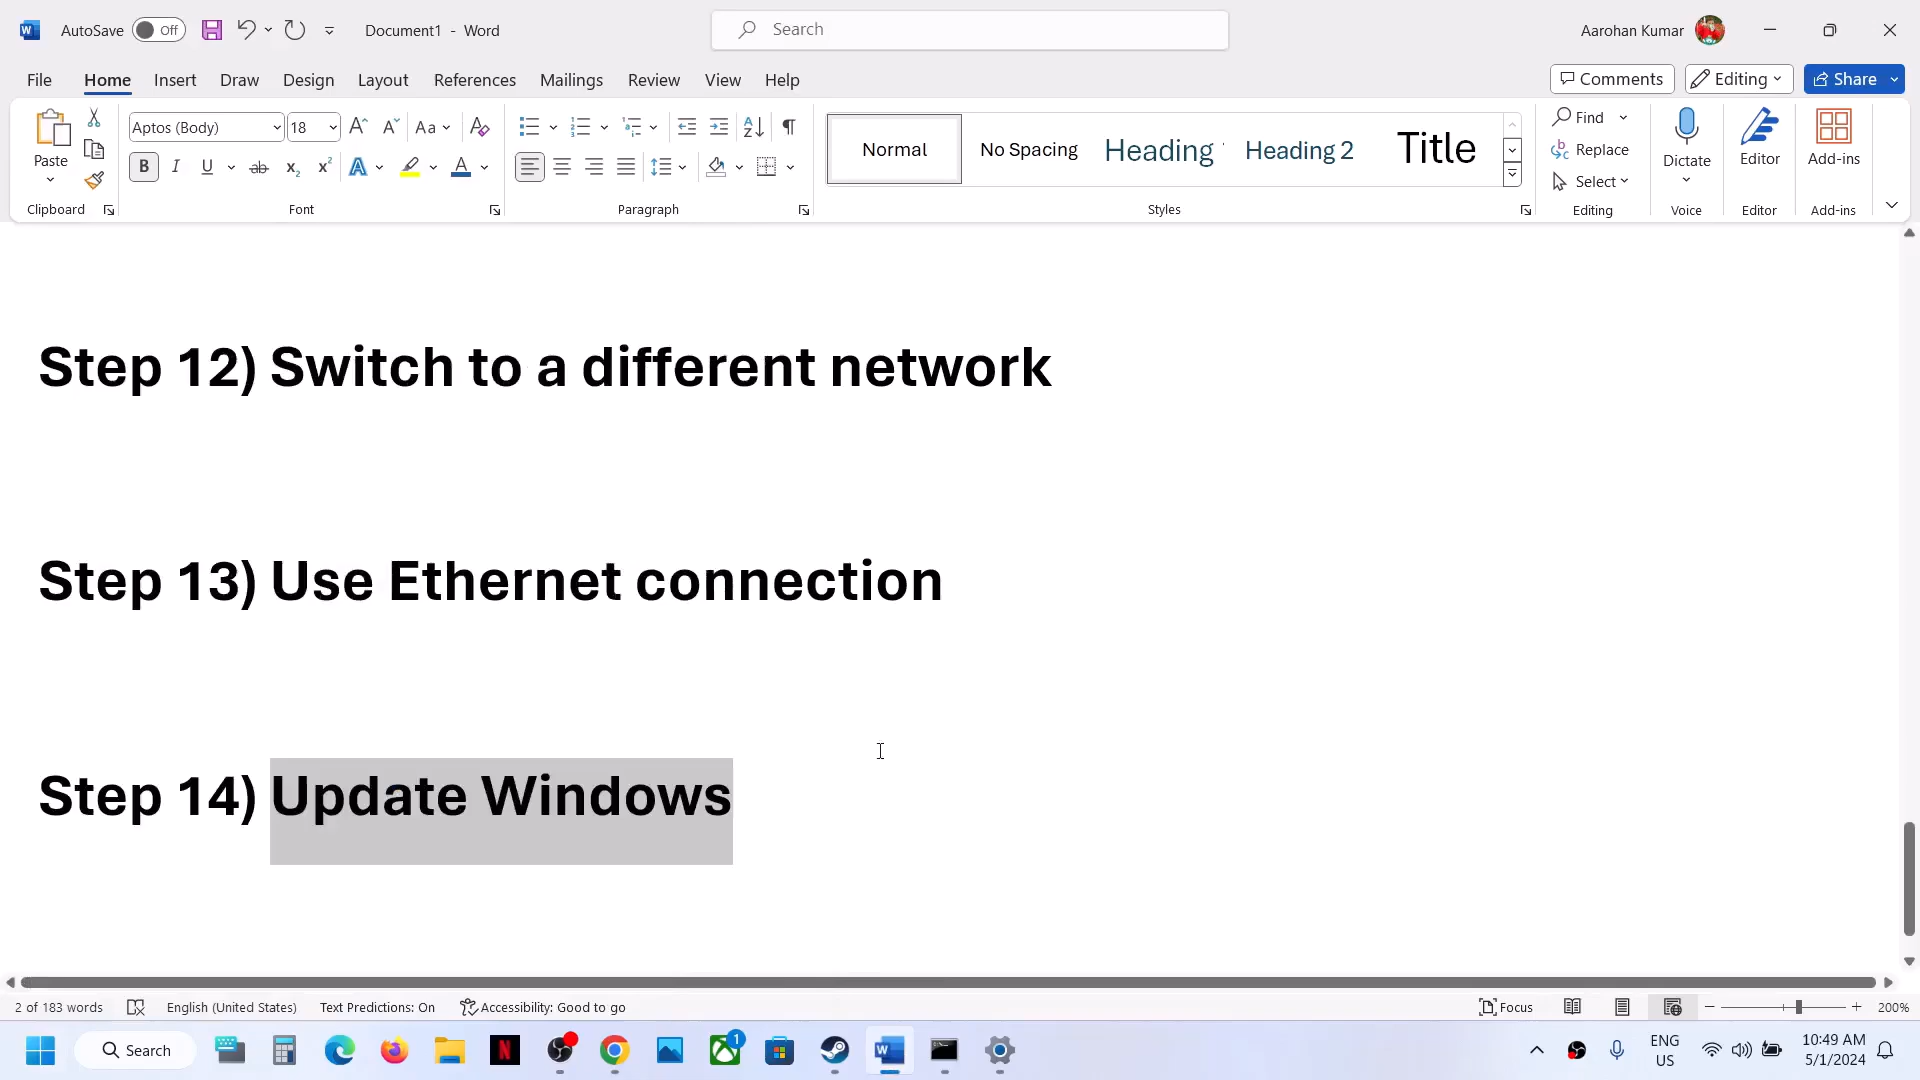 AutoSave Off Document1 - Word Search Aarohan Kumar
File Home Insert Draw Design Layout References Mailings Review View Help Comments Editing Share
Paste
Clipboard
Aptos (Body) 18
Font
Paragraph
Normal No Spacing Heading Heading 2 Title
Styles
Find
Replace
Select
Editing
Dictate
Voice
Editor
Editor
Add-ins
Add-ins
Step 12) Switch to a different network
Step 13) Use Ethernet connection
Step 14) Update Windows
2 of 183 words English (United States) Text Predictions: On Accessibility: Good to go Focus 200%
Search 1 ENG US 10:49 AM
5/1/2024